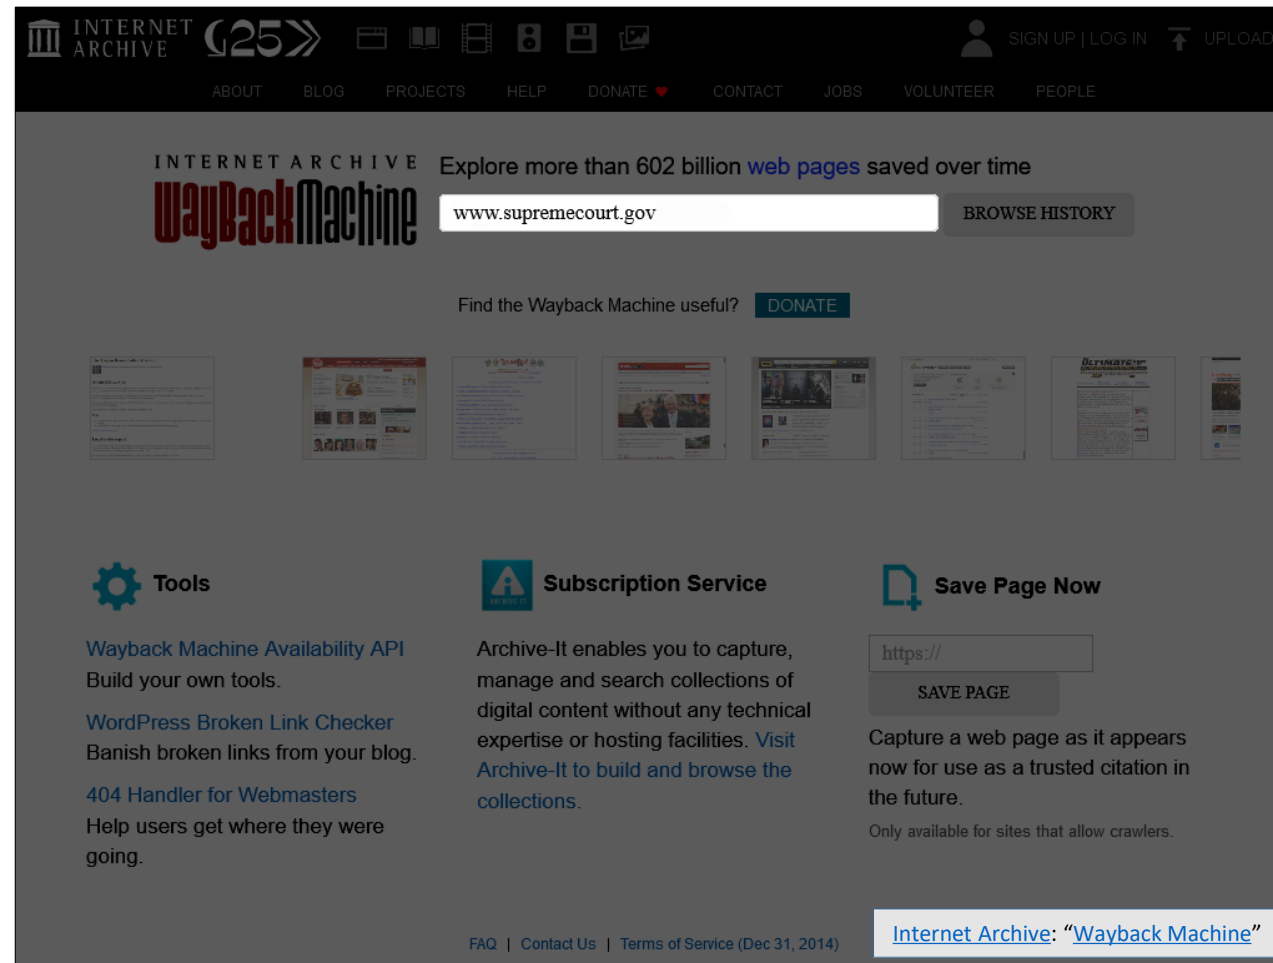 INTERNET
ARCHIVE
25
SIGN UP | LOG IN
UPLOAD
ABOUT BLOG PROJECTS HELP DONATE CONTACT JOBS VOLUNTEER PEOPLE
INTERNET ARCHIVE
WayBackMachine
Explore more than 602 billion web pages saved over time
www.supremecourt.gov
BROWSE HISTORY
Find the Wayback Machine useful? DONATE
Tools
Wayback Machine Availability API
Build your own tools.
WordPress Broken Link Checker
Banish broken links from your blog.
404 Handler for Webmasters
Help users get where they were
going.
ARCHIVE-IT
Subscription Service
Archive-It enables you to capture,
manage and search collections of
digital content without any technical
expertise or hosting facilities. Visit
Archive-It to build and browse the
collections.
Save Page Now
https://
SAVE PAGE
Capture a web page as it appears
now for use as a trusted citation in
the future.
Only available for sites that allow crawlers.
FAQ | Contact Us | Terms of Service (Dec 31, 2014)
Internet Archive: “Wayback Machine”